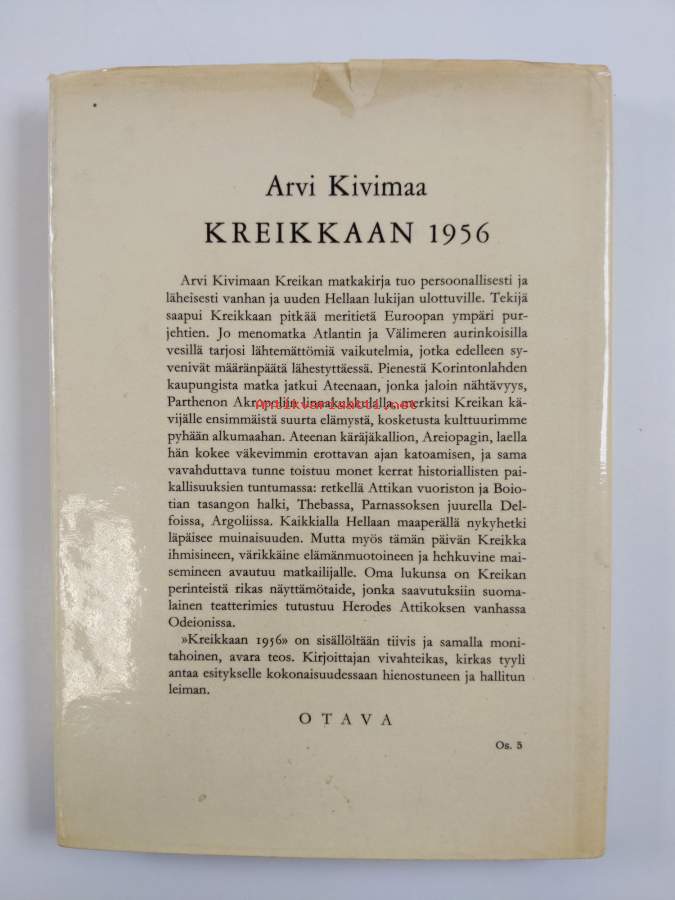 Arvi Kivimaa
KREIKKAAN 1956
Arvi Kivimaan Kreikan matkakirja tuo persoonallisesti ja
läheisesti vanhan ja uuden Hellaan lukijan ulottuville. Tekijä
saapui Kreikkaan pitkää meritietä Euroopan ympäri pur-
jehtien. Jo menomatka Atlantin ja Välimeren aurinkoisilla
vesillä tarjosi lähtemättömiä vaikutelmia, jotka edelleen sy-
venivät määränpäätä lähestyttäessä. Pienestä Korintonlahden
kaupungista matka jatkui Ateenaan, jonka jaloin nähtävyys,
Parthenon Akropoliin linnakukkulalla, merkitsi Kreikan kä-
Antikvariaatti.net
vijälle ensimmäistä suurta elämystä, kosketusta kulttuurimme
pyhään alkumaahan. Ateenan käräjäkallion, Areiopagin, laella
hän kokee väkevimmin erottavan ajan katoamisen, ja sama
vavahduttava tunne toistuu monet kerrat historiallisten pai-
kallisuuksien tuntumassa: retkellä Attikan vuoriston ja Boio-
tian tasangon halki, Thebassa, Parnassoksen juurella Del-
foissa, Argoliissa. Kaikkialla Hellaan maaperällä nykyhetki
läpäisee muinaisuuden. Mutta myös tämän päivän Kreikka
ihmisineen, värikkäine elämänmuotoineen ja hehkuvine mai-
semineen avautuu matkailijalle. Oma lukunsa on Kreikan
perinteistä rikas näyttämötaide, jonka saavutuksiin suoma-
lainen teatterimies tutustuu Herodes Attikoksen vanhassa
Odeionissa.
»Kreikkaan 1956» on sisällöltään tiivis ja samalla moni-
tahoinen, avara teos. Kirjoittajan vivahteikas, kirkas tyyli
antaa esitykselle kokonaisuudessaan hienostuneen ja hallitun
leiman.
OTAVA
Os. 5